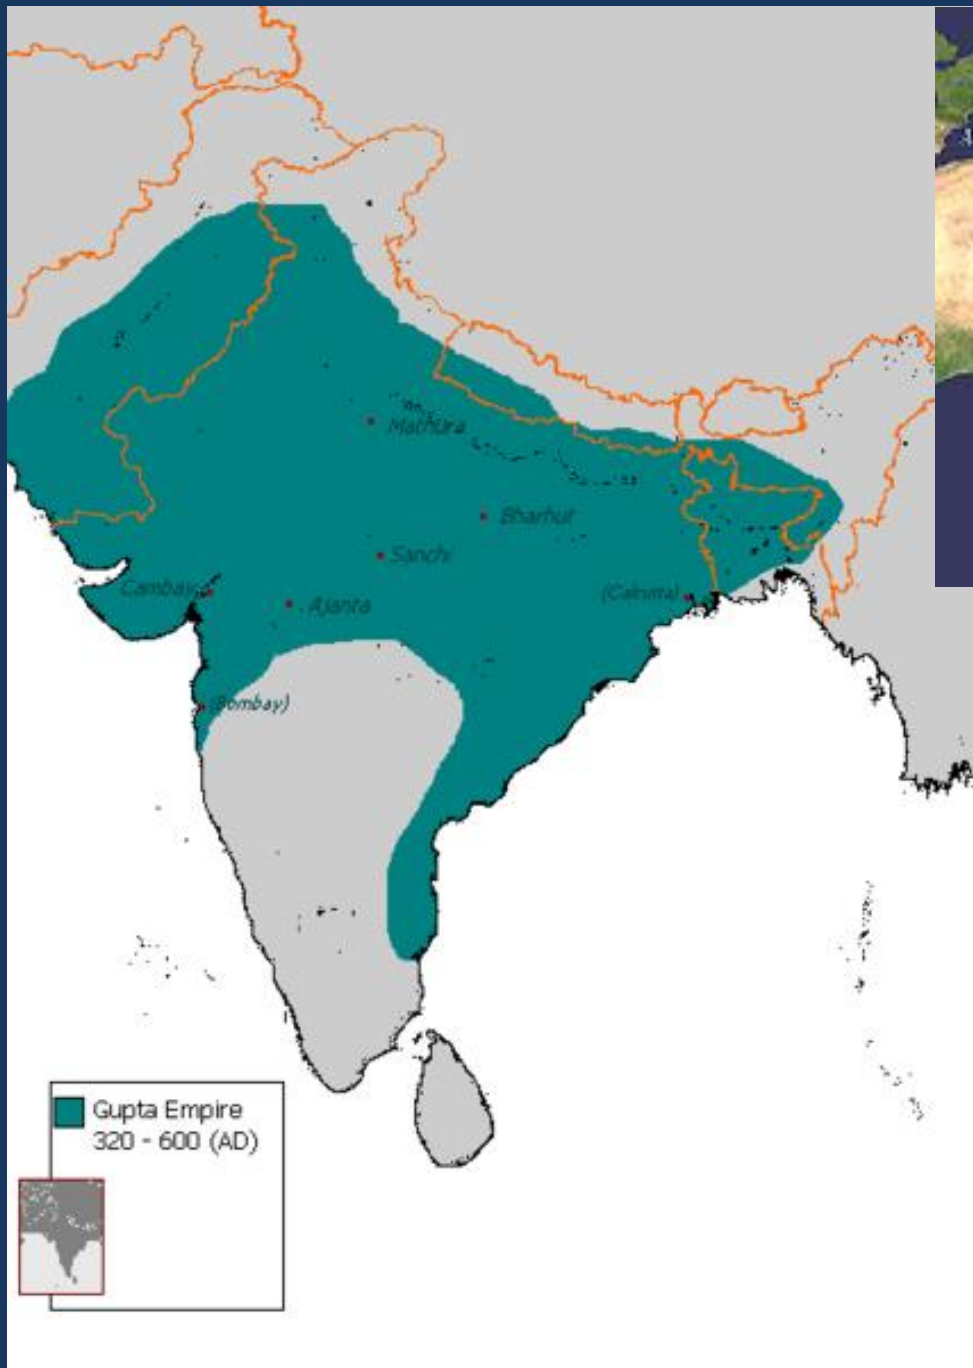 Mathura
Bharhut
Sanchi
Cambay
Ajanta
(Calcutta)
(Bombay)
Gupta Empire
320 - 600 (AD)